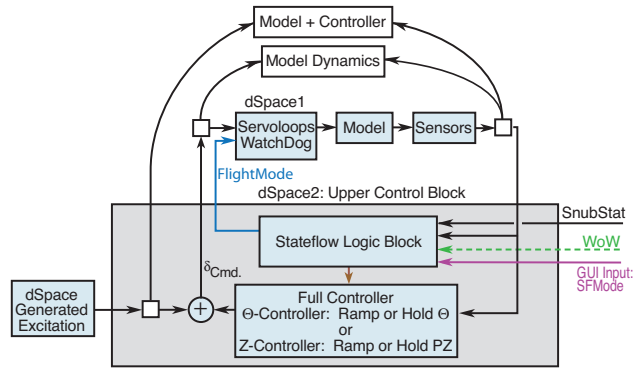 Model + Controller
Model Dynamics
dSpace1
Servoloops
WatchDog
Model
Sensors
FlightMode
dSpace2: Upper Control Block
SnubStat
Stateflow Logic Block
WoW
GUI Input:
SFMode
δCmd.
dSpace
Generated
Excitation
+
Full Controller
Θ-Controller: Ramp or Hold Θ
or
Z-Controller: Ramp or Hold PZ